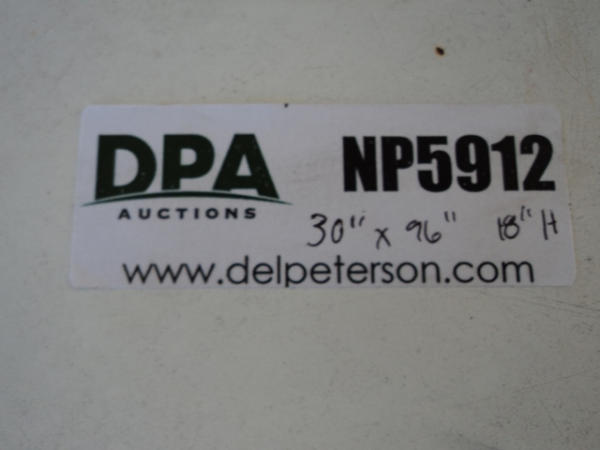 DPA NP5912
AUCTIONS 30" x 96" 18" H
www.delpeterson.com